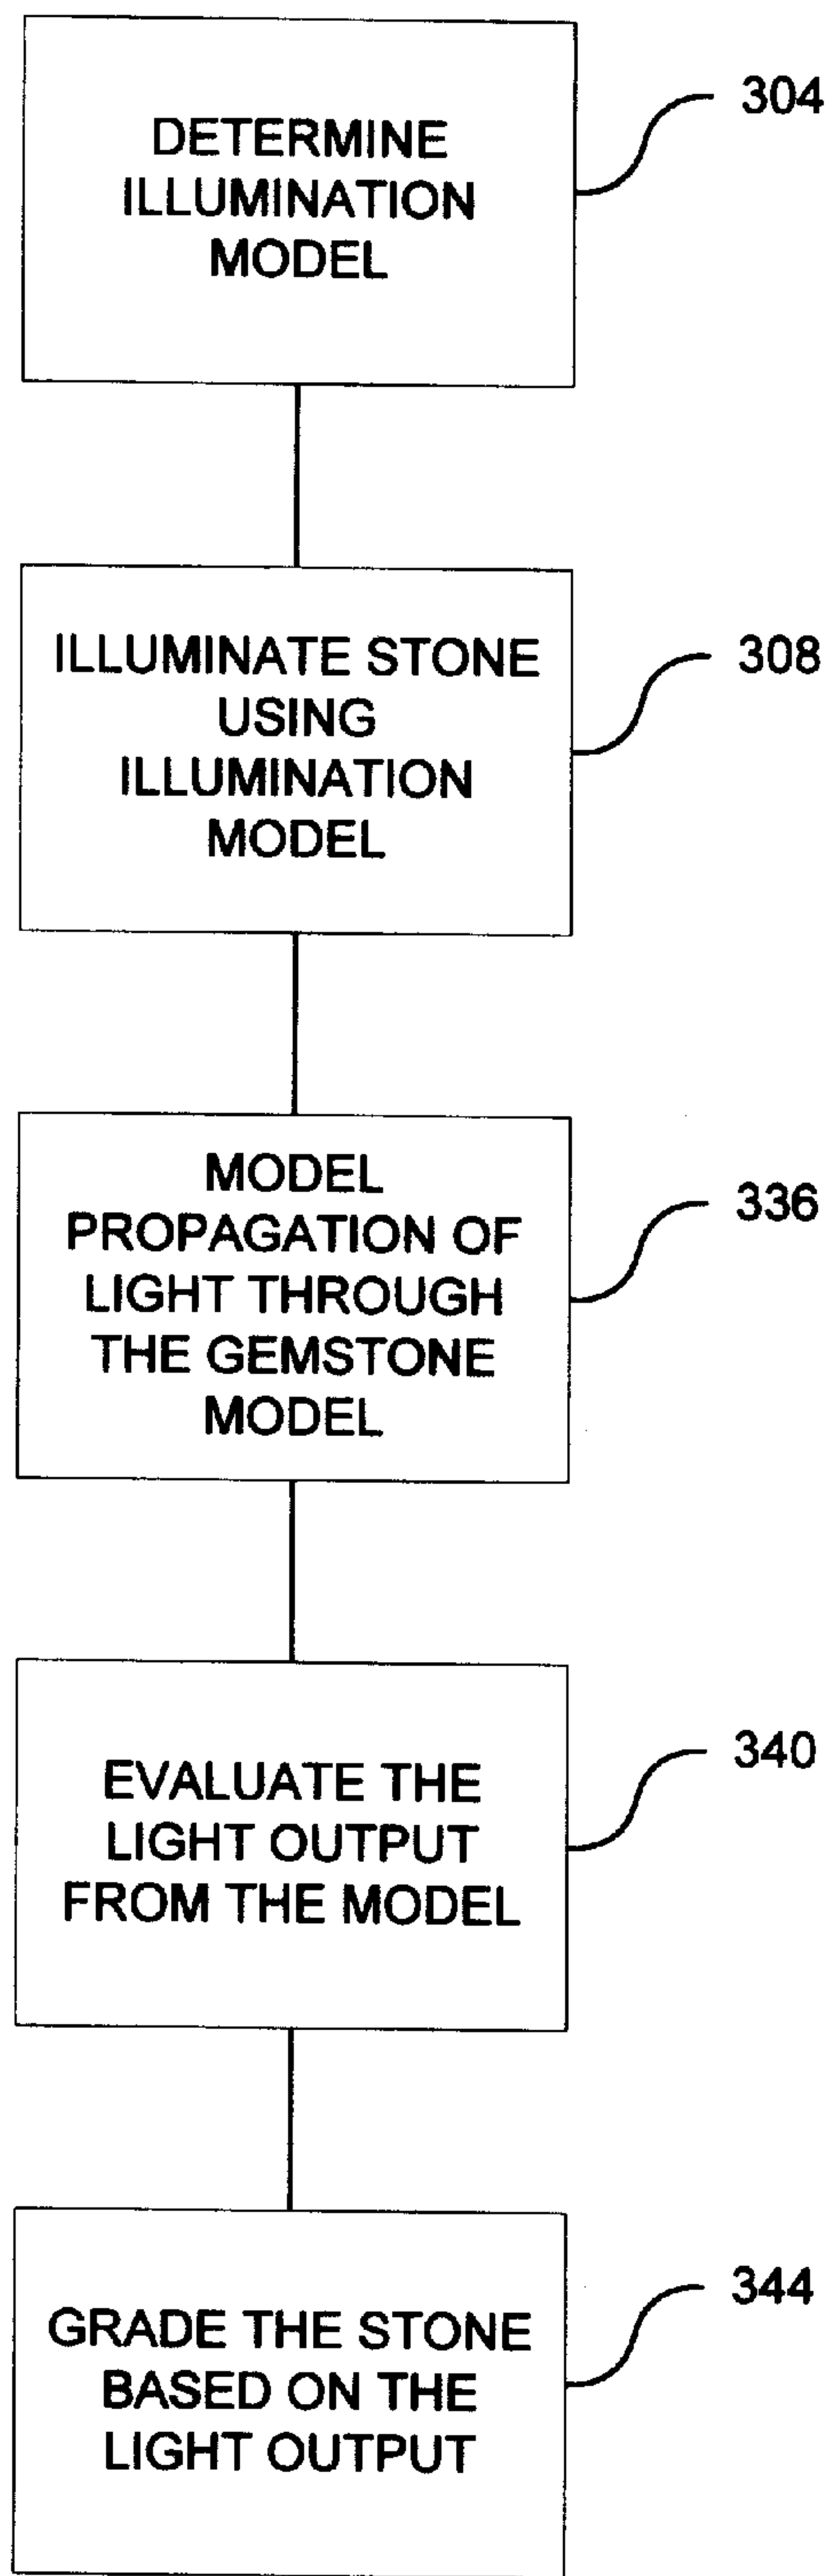 DETERMINE
ILLUMINATION
MODEL
304
ILLUMINATE STONE
USING
ILLUMINATION
MODEL
308
MODEL
PROPAGATION OF
LIGHT THROUGH
THE GEMSTONE
MODEL
336
EVALUATE THE
LIGHT OUTPUT
FROM THE MODEL
340
GRADE THE STONE
BASED ON THE
LIGHT OUTPUT
344